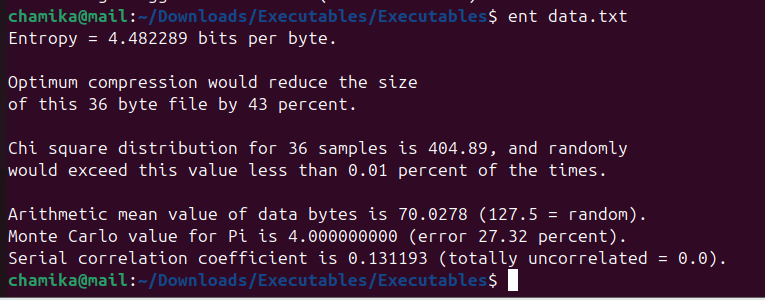 chamika@mail:~/Downloads/Executables/Executables$ ent data.txt
Entropy = 4.482289 bits per byte.
Optimum compression would reduce the size
of this 36 byte file by 43 percent.
Chi square distribution for 36 samples is 404.89, and randomly
would exceed this value less than 0.01 percent of the times.
Arithmetic mean value of data bytes is 70.0278 (127.5 = random).
Monte Carlo value for Pi is 4.000000000 (error 27.32 percent).
Serial correlation coefficient is 0.131193 (totally uncorrelated = 0.0).
chamika@mail:~/Downloads/Executables/Executables$